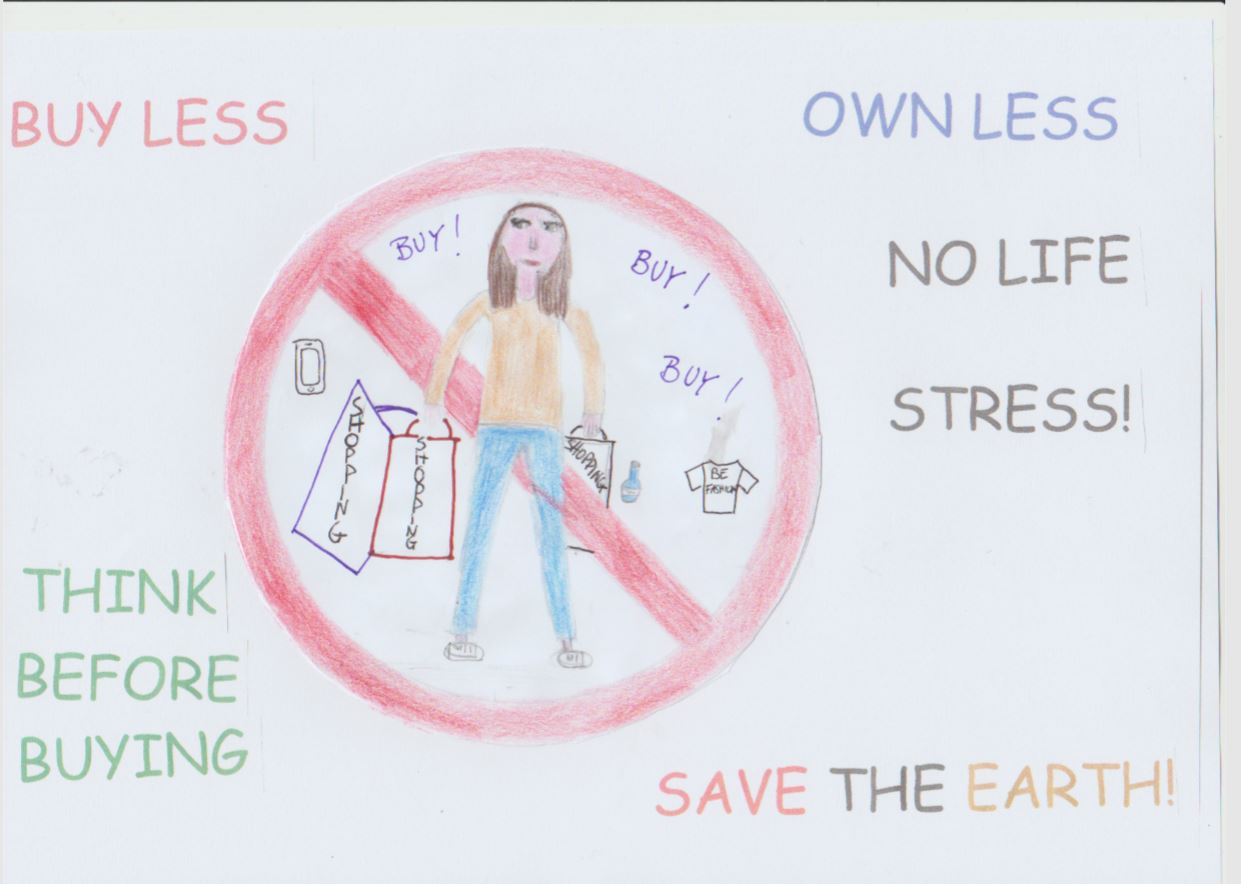 BUY LESS
OWN LESS
NO LIFE
STRESS!
BUY!
BUY!
BUY!
SHOPPING
SHOPPING
SHOPPING
BE
FASHION
THINK
BEFORE
BUYING
SAVE THE EARTH!